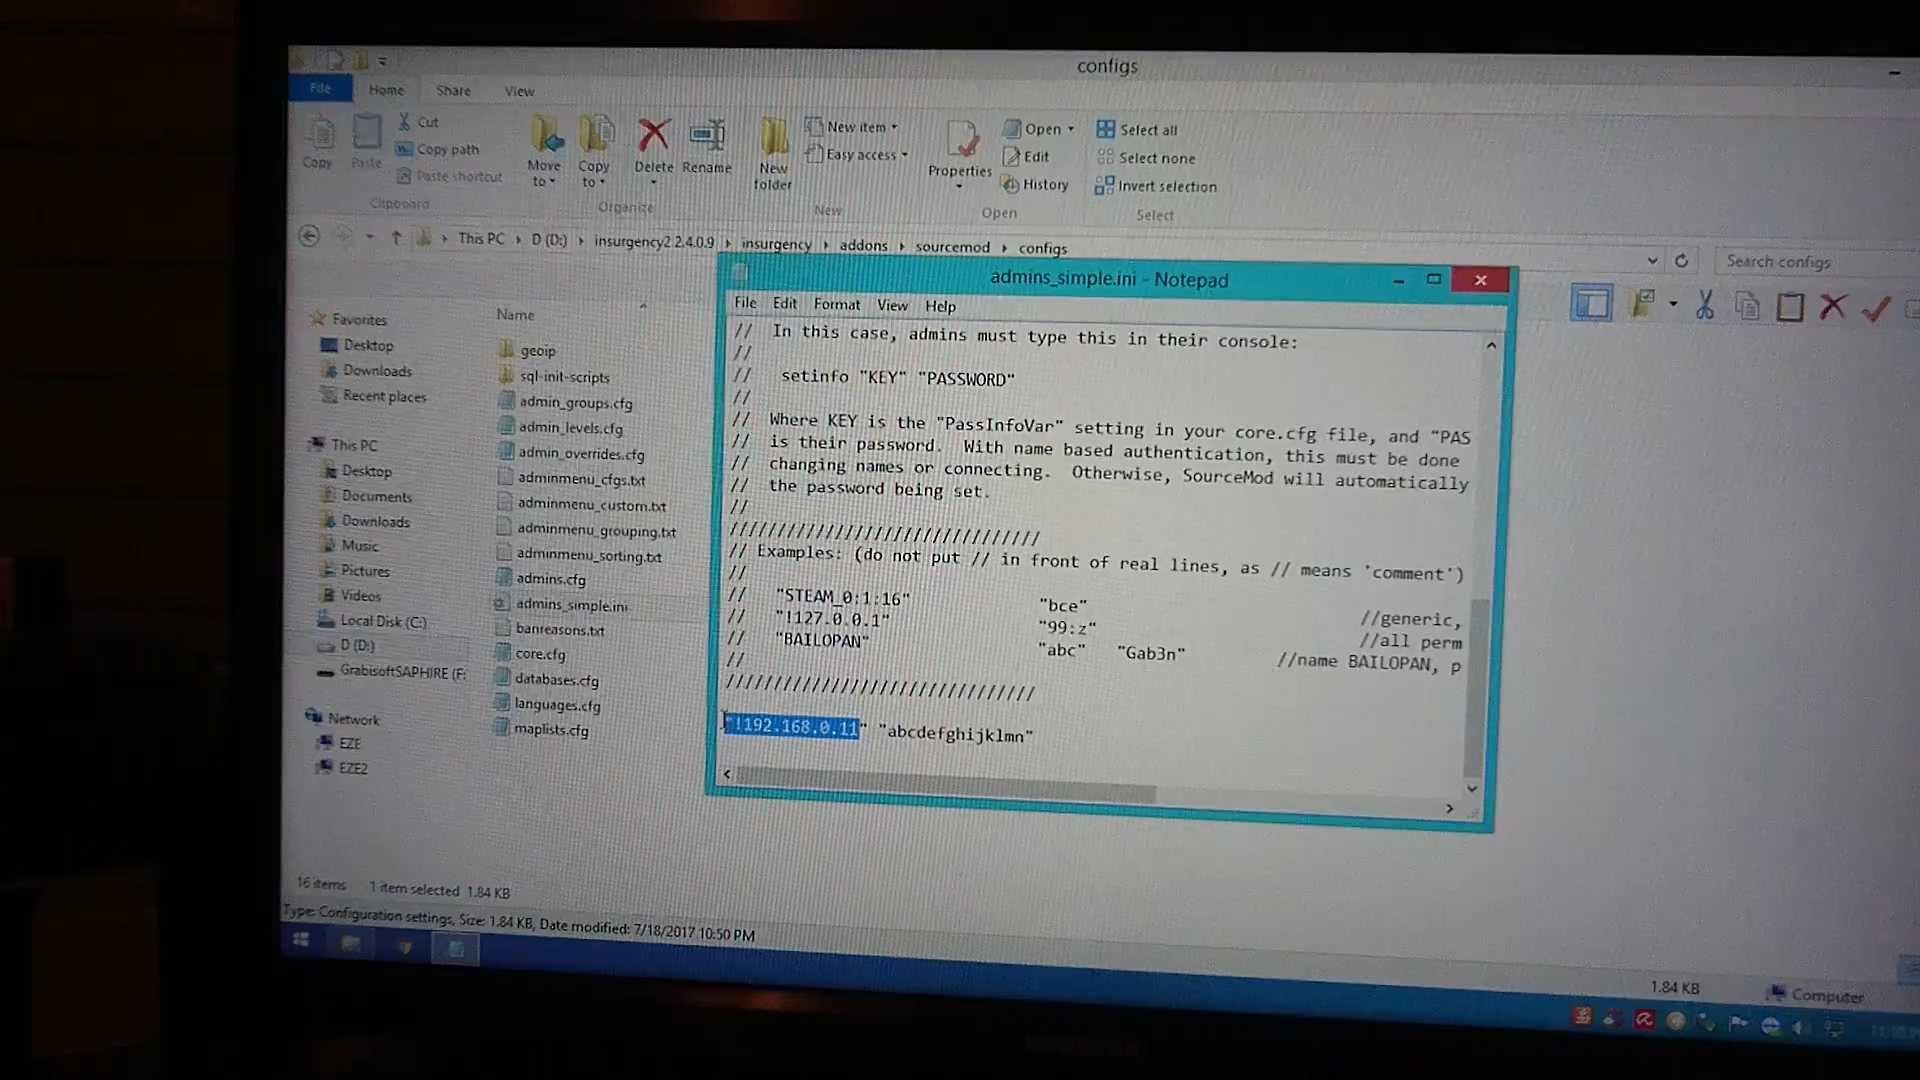 configs
File Home Share View
Copy
Paste
Cut
Copy path
Paste shortcut
Clipboard
Move to
Copy to
Delete
Rename
Organize
New folder
New item
Easy access
New
Properties
Open
Edit
History
Open
Select all
Select none
Invert selection
Select
This PC D (D:) insurgency2 2.4.0.9 insurgency addons sourcemod configs
Search configs
Favorites
Desktop
Downloads
Recent places
This PC
Desktop
Documents
Downloads
Music
Pictures
Videos
Local Disk (C:)
D (D:)
GrabisoftSAPHIRE (F:
Network
EZE
EZE2
Name
geoip
sql-init-scripts
admin_groups.cfg
admin_levels.cfg
admin_overrides.cfg
adminmenu_cfgs.txt
adminmenu_custom.txt
adminmenu_grouping.txt
adminmenu_sorting.txt
admins.cfg
admins_simple.ini
banreasons.txt
core.cfg
databases.cfg
languages.cfg
maplists.cfg
admins_simple.ini - Notepad
File Edit Format View Help
// In this case, admins must type this in their console:
//
// setinfo "KEY" "PASSWORD"
//
// Where KEY is the "PassInfoVar" setting in your core.cfg file, and "PAS
// is their password. With name based authentication, this must be done
// changing names or connecting. Otherwise, SourceMod will automatically
// the password being set.
//
////////////////////////////////
// Examples: (do not put // in front of real lines, as // means 'comment')
//
// "STEAM_0:1:16" "bce" //generic,
// "!127.0.0.1" "99:z" //all perm
// "BAILOPAN" "abc" "Gab3n" //name BAILOPAN, p
//
////////////////////////////////
"!192.168.0.11" "abcdefghijklmn"
16 items 1 item selected 1.84 KB
Type: Configuration settings, Size: 1.84 KB, Date modified: 7/18/2017 10:50 PM
1.84 KB Computer